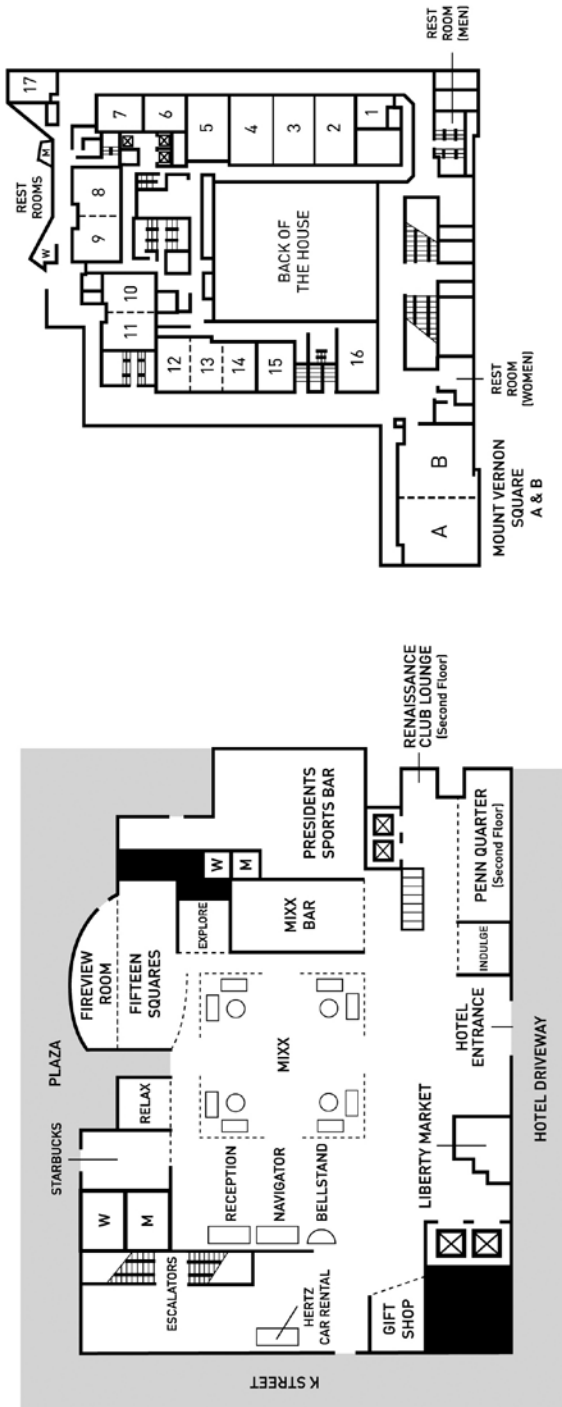 17
REST
ROOMS
M
W
7
6
5
4
3
2
1
8
9
10
11
12
13
14
15
16
BACK OF
THE HOUSE
REST
ROOM
(MEN)
REST
ROOM
(WOMEN)
A
B
MOUNT VERNON
SQUARE
A & B
PLAZA
STARBUCKS
RELAX
FIREVIEW
ROOM
FIFTEEN
SQUARES
EXPLORE
W
M
PRESIDENTS
SPORTS BAR
MIXX
BAR
RENAISSANCE
CLUB LOUNGE
(Second Floor)
W
M
ESCALATORS
RECEPTION
NAVIGATOR
BELLSTAND
MIXX
HERTZ
CAR RENTAL
GIFT
SHOP
LIBERTY MARKET
HOTEL
ENTRANCE
INDULGE
PENN QUARTER
(Second Floor)
K STREET
HOTEL DRIVEWAY